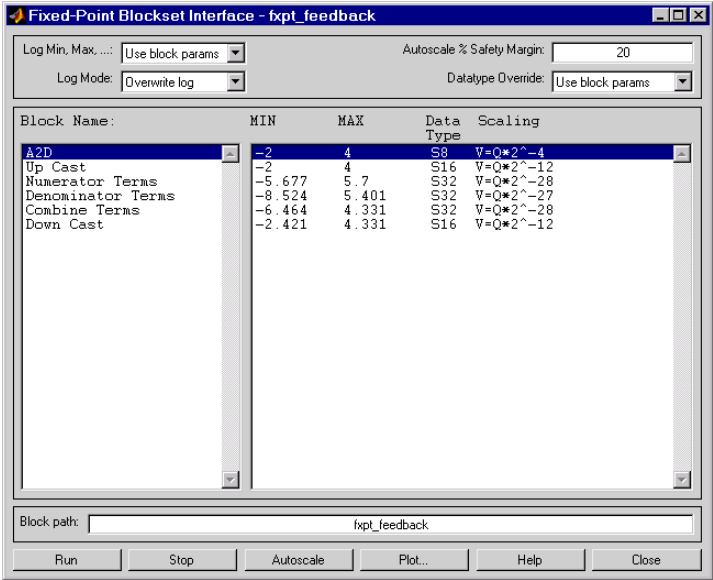 Fixed-Point Blockset Interface - fxpt_feedback
Log Min, Max, ...: Use block params Autoscale % Safety Margin: 20
Log Mode: Overwrite log Datatype Override: Use block params
Block Name: MIN MAX Data Type Scaling
A2D -2 4 S8 V=Q*2^-4
Up Cast -2 4 S16 V=Q*2^-12
Numerator Terms -5.677 5.7 S32 V=Q*2^-28
Denominator Terms -8.524 5.401 S32 V=Q*2^-27
Combine Terms -6.464 4.331 S32 V=Q*2^-28
Down Cast -2.421 4.331 S16 V=Q*2^-12
Block path: fxpt_feedback
Run Stop Autoscale Plot... Help Close